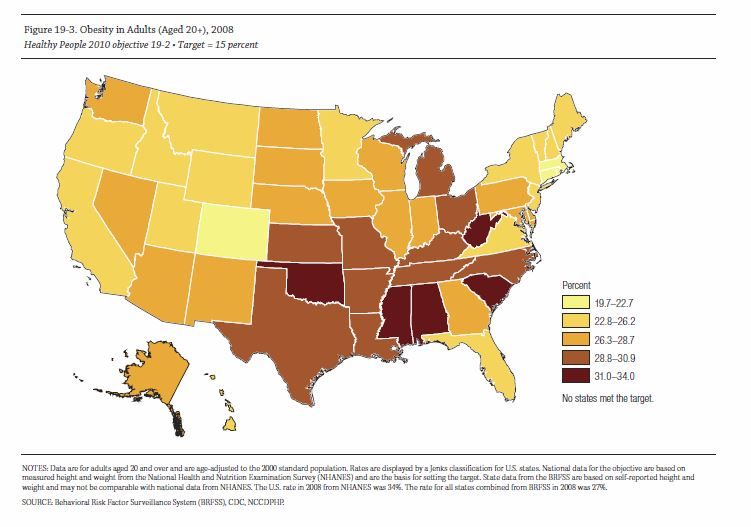 Figure 19-3. Obesity in Adults (Aged 20+), 2008
Healthy People 2010 objective 19-2 • Target = 15 percent
Percent
19.7–22.7
22.8–26.2
26.3–28.7
28.8–30.9
31.0–34.0
No states met the target.
NOTES: Data are for adults aged 20 and over and are age-adjusted to the 2000 standard population. Rates are displayed by a Jenks classification for U.S. states. National data for the objective are based on
measured height and weight from the National Health and Nutrition Examination Survey (NHANES) and are the basis for setting the target. State data from the BRFSS are based on self-reported height and
weight and may not be comparable with national data from NHANES. The U.S. rate in 2008 from NHANES was 34%. The rate for all states combined from BRFSS in 2008 was 27%.
SOURCE: Behavioral Risk Factor Surveillance System (BRFSS), CDC, NCCDPHP.